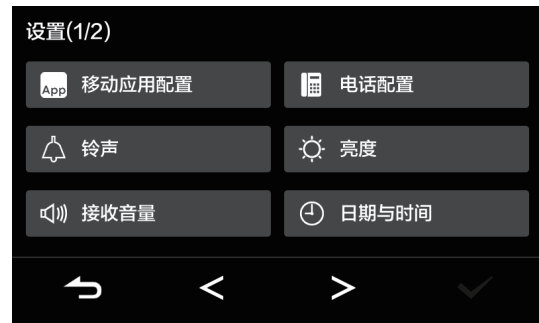 设置(1/2)
App 移动应用配置
电话配置
铃声
亮度
接收音量
日期与时间